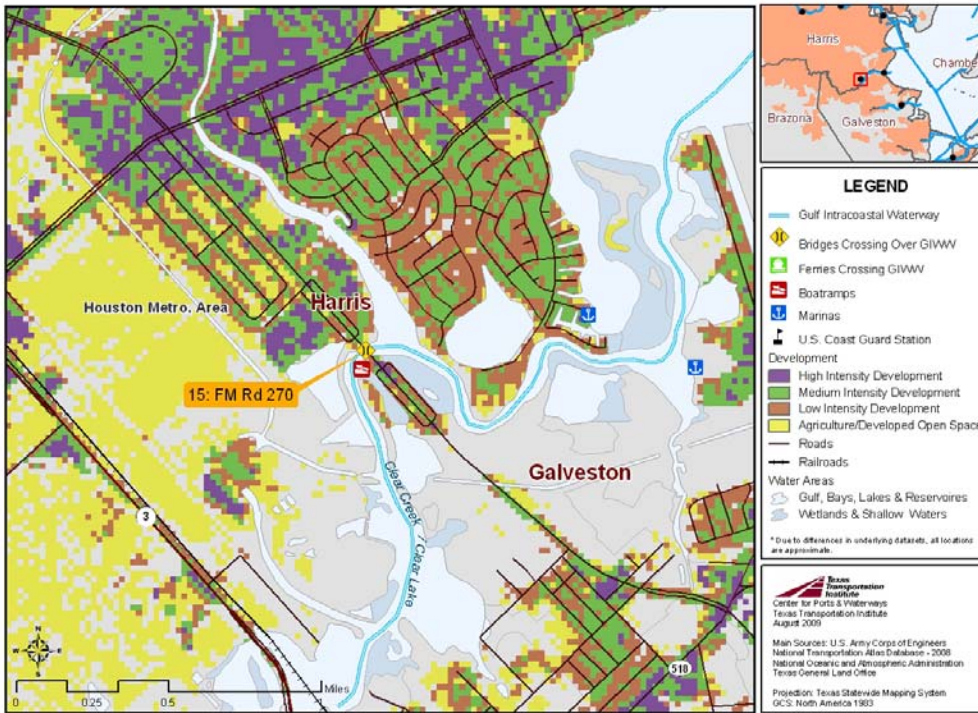 Houston Metro. Area
Harris
15: FM Rd 270
Galveston
Clear Creek / Clear Lake
3
518
N
W E
S
0 0.25 0.5
Miles
Harris
Chambe
Brazoria
Galveston
LEGEND
Gulf Intracoastal Waterway
Bridges Crossing Over GIWW
Ferries Crossing GIWW
Boatramps
Marinas
U.S. Coast Guard Station
Development
High Intensity Development
Medium Intensity Development
Low Intensity Development
Agriculture/Developed Open Space
Roads
Railroads
Water Areas
Gulf, Bays, Lakes & Reservoires
Wetlands & Shallow Waters
* Due to differences in underlying datasets, all locations
are approximate.
Texas
Transportation
Institute
Center for Ports & Waterways
Texas Transportation Institute
August 2009
Main Sources: U.S. Army Corps of Engineers
National Transportation Atlas Database - 2008
National Oceanic and Atmospheric Administration
Texas General Land Office
Projection: Texas Statewide Mapping System
GCS: North America 1983